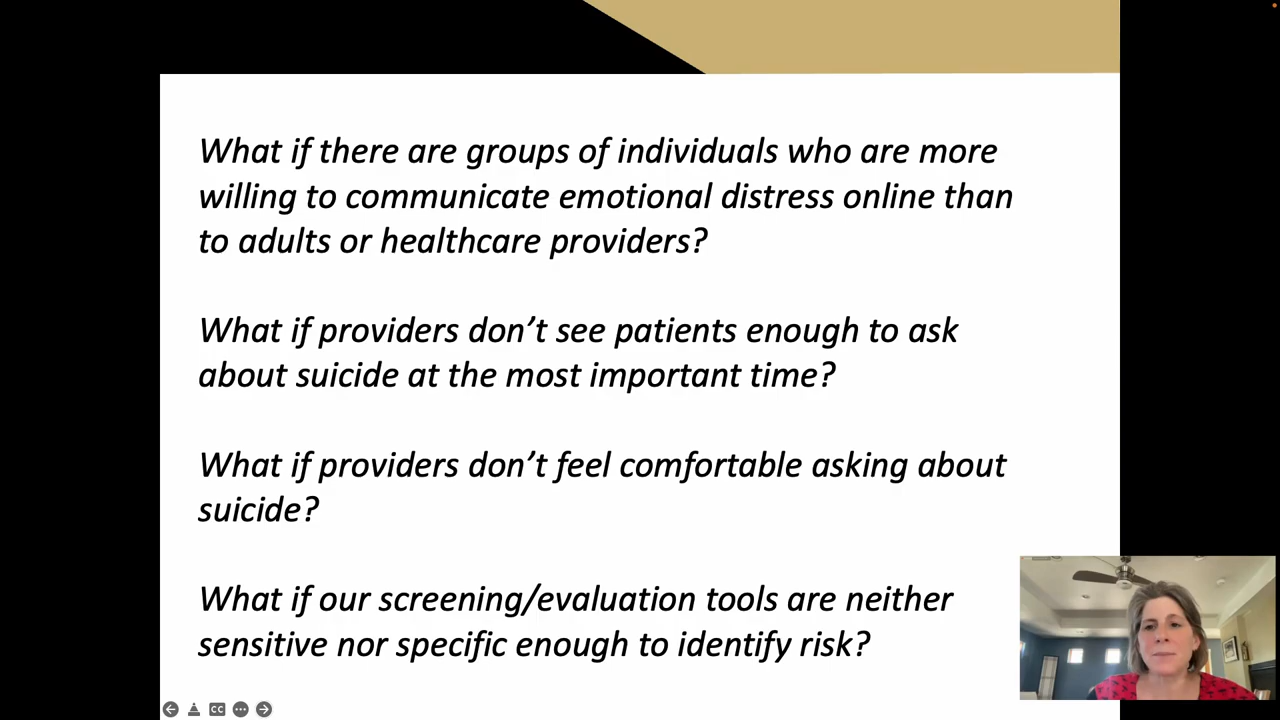 What if there are groups of individuals who are more
willing to communicate emotional distress online than
to adults or healthcare providers?
What if providers don’t see patients enough to ask
about suicide at the most important time?
What if providers don’t feel comfortable asking about
suicide?
What if our screening/evaluation tools are neither
sensitive nor specific enough to identify risk?
CC